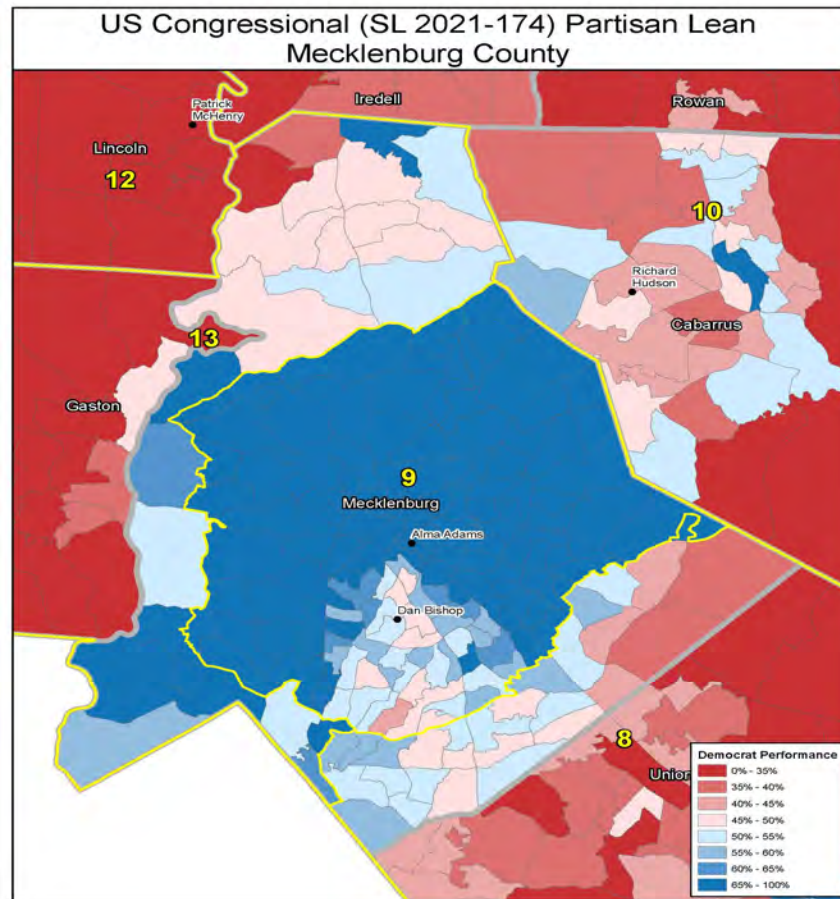 US Congressional (SL 2021-174) Partisan Lean
Mecklenburg County
Iredell
Rowan
Patrick
McHenry
Lincoln
12
10
Richard
Hudson
13
Cabarrus
Gaston
9
Mecklenburg
Alma Adams
Dan Bishop
8
Union
Democrat Performance
0% - 35%
35% - 40%
40% - 45%
45% - 50%
50% - 55%
55% - 60%
60% - 65%
65% - 100%